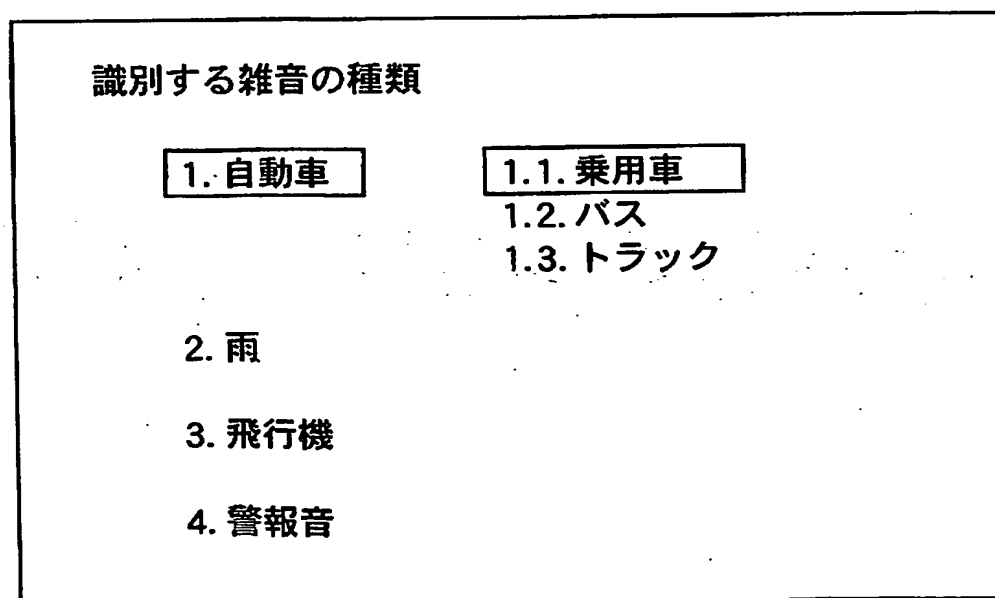 識別する雑音の種類
1. 自動車
1.1. 乗用車
1.2. バス
1.3. トラック
2. 雨
3. 飛行機
4. 警報音